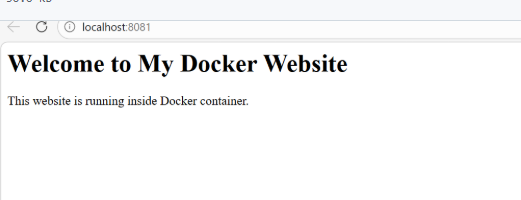 localhost:8081
Welcome to My Docker Website
This website is running inside Docker container.